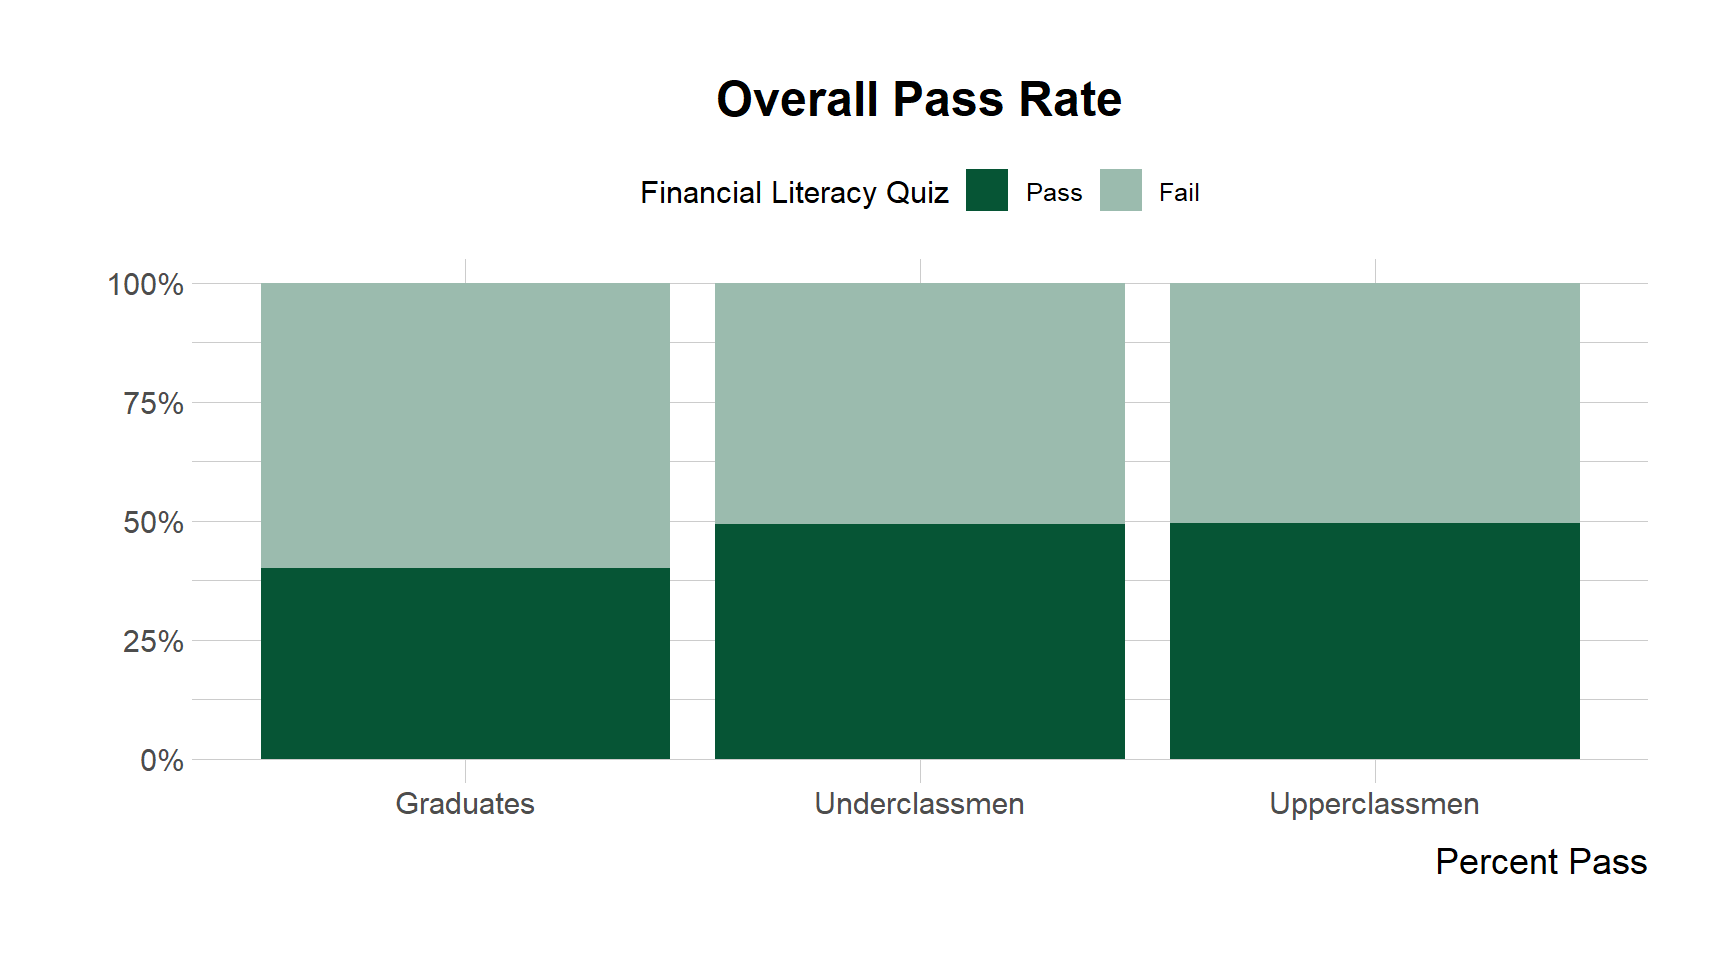 Overall Pass Rate
Financial Literacy Quiz Pass Fail
100%
75%
50%
25%
0%
Graduates Underclassmen Upperclassmen
Percent Pass